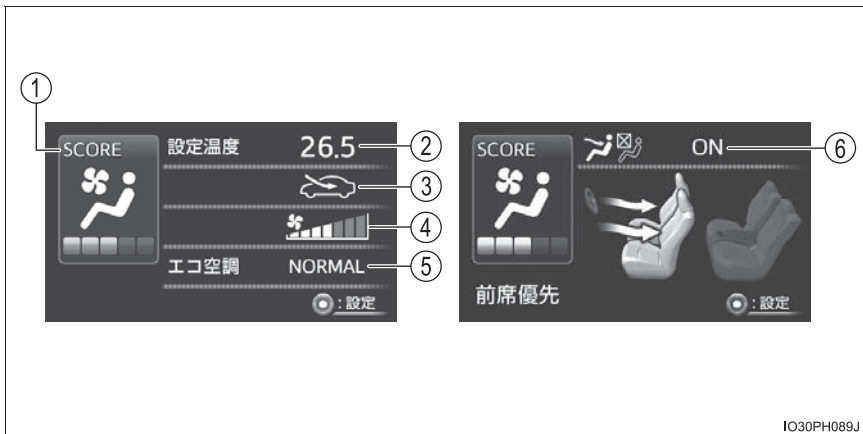 ①
SCORE
設定温度 26.5 ②
③
④
エコ空調 NORMAL ⑤
:設定
SCORE
ON ⑥
前席優先
:設定
IO30PH089J